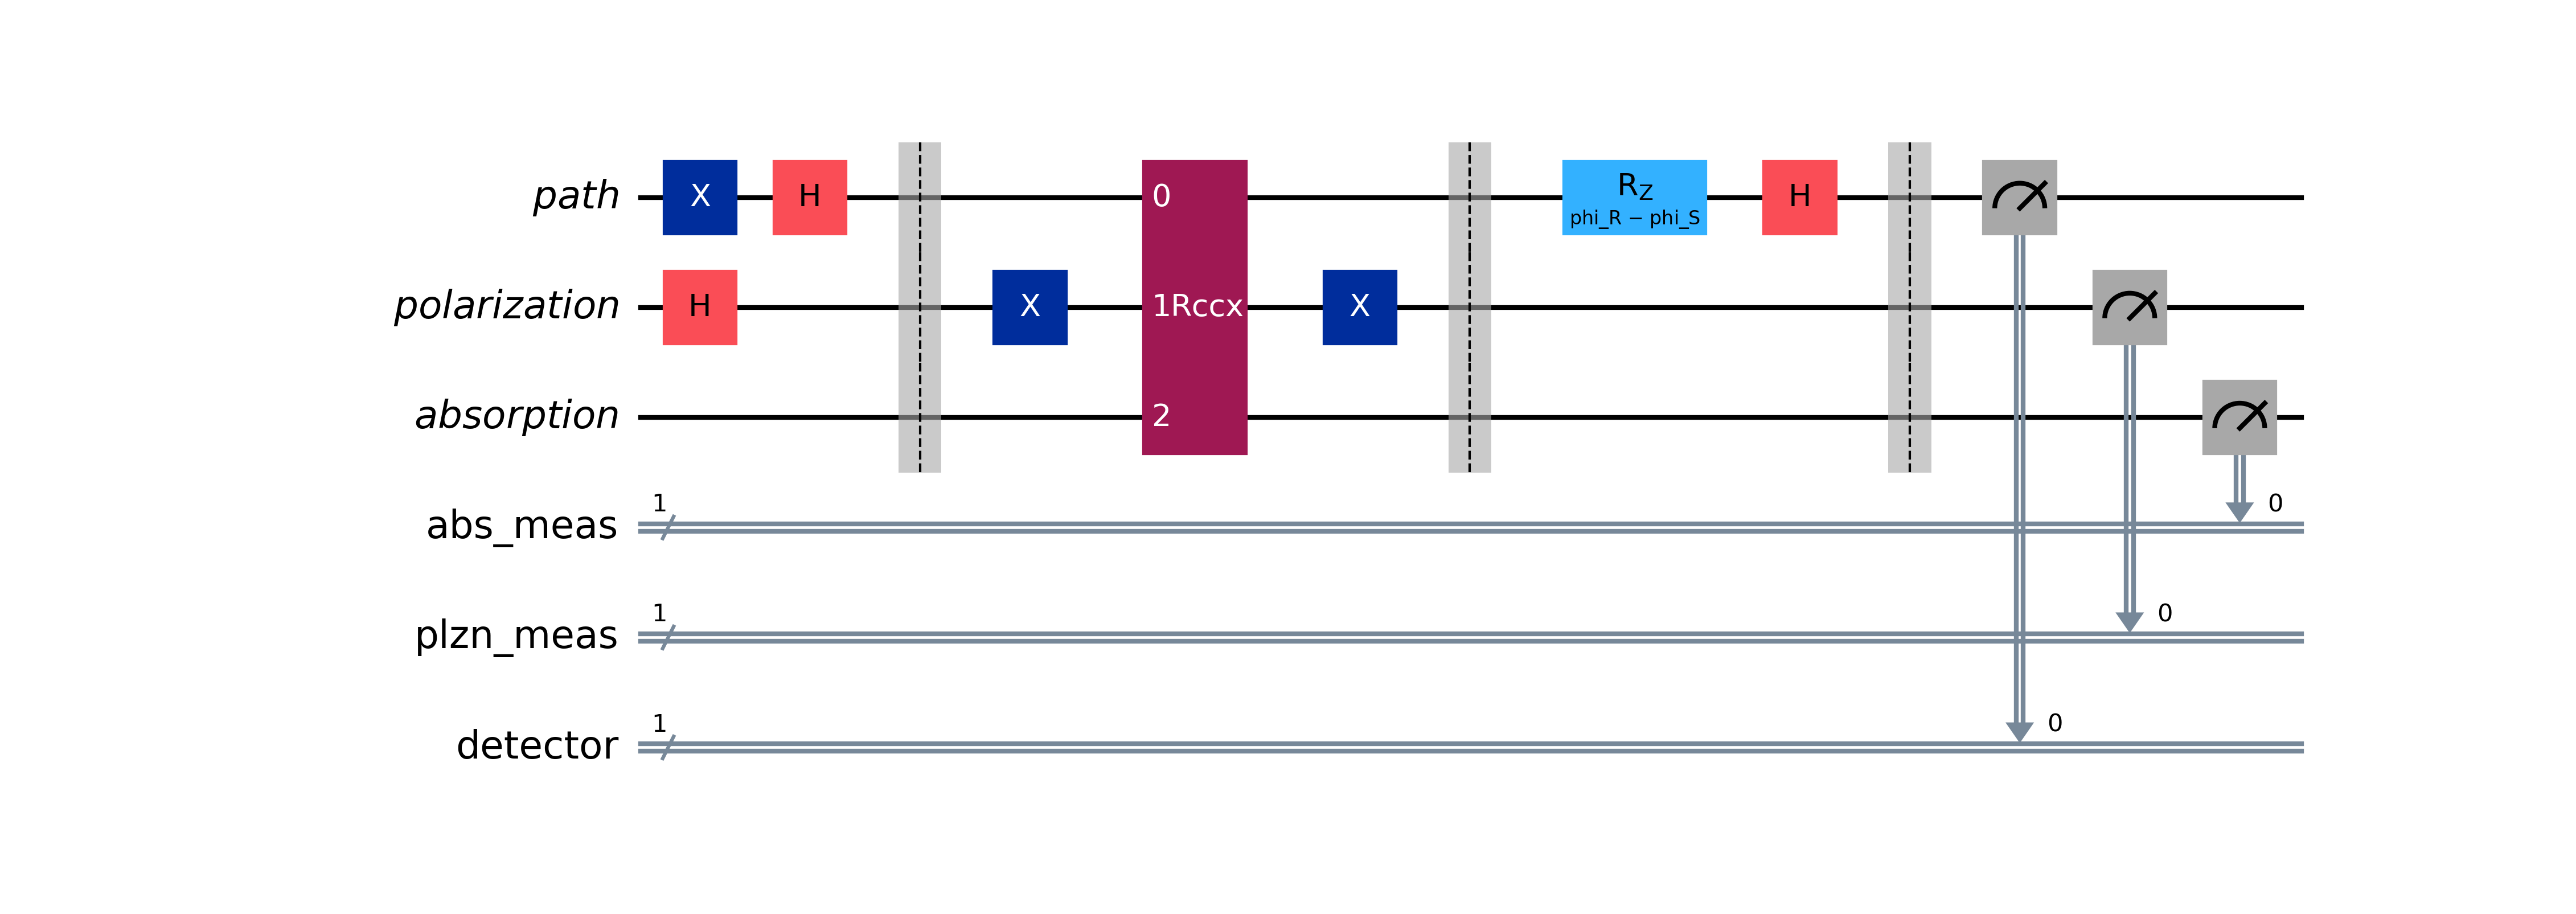 path X H 0 R_Z H
phi_R − phi_S
polarization H X 1Rccx X
absorption 2
abs_meas 1 0
plzn_meas 1 0
detector 1 0